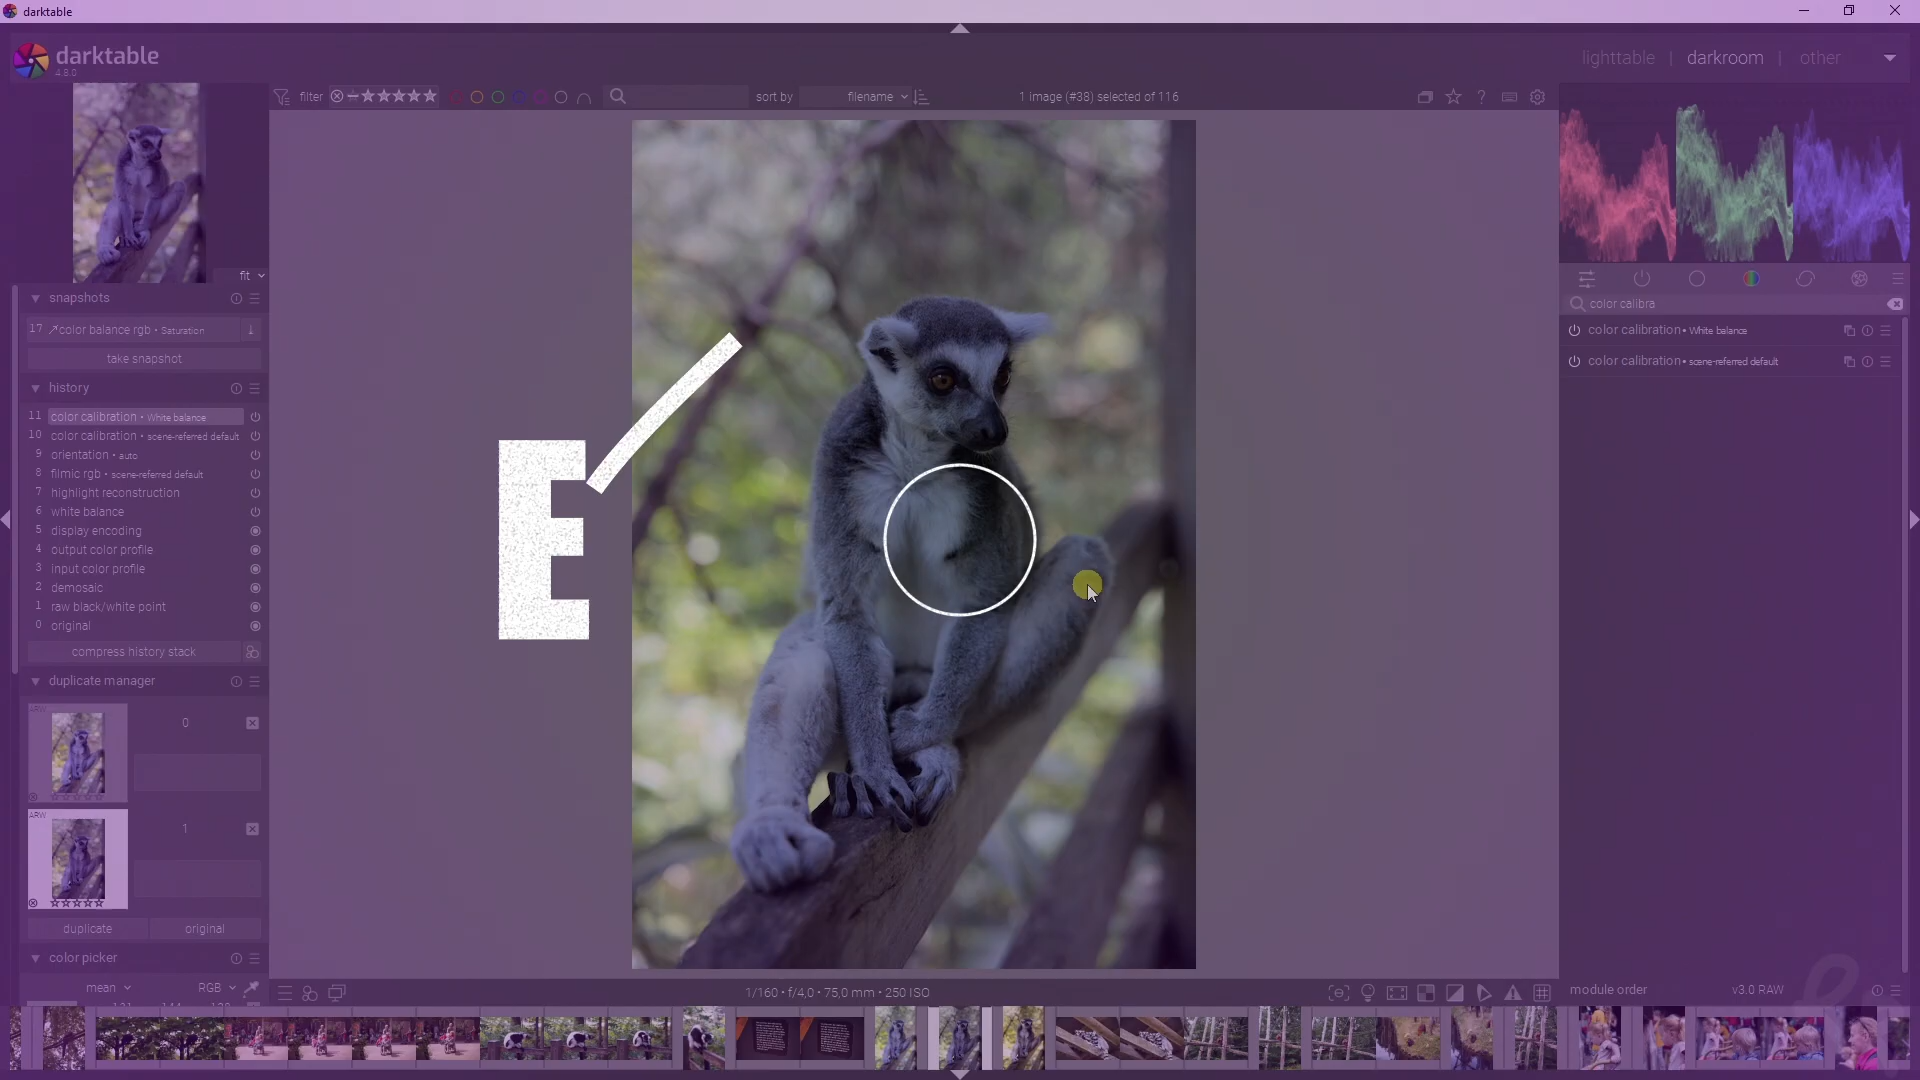 darktable
darktable
4.8.0
lighttable | darkroom | other
filter
sort by filename
1 image (#38) selected of 116
fit
snapshots
17 color balance rgb • Saturation
take snapshot
history
11 color calibration • White balance
10 color calibration • scene-referred default
9 orientation • auto
8 filmic rgb • scene-referred default
7 highlight reconstruction
6 white balance
5 display encoding
4 output color profile
3 input color profile
2 demosaic
1 raw black/white point
0 original
compress history stack
duplicate manager
ARW
0
ARW
1
duplicate original
color picker
mean RGB
E
color calibra
color calibration • White balance
color calibration • scene-referred default
1/160 • f/4,0 • 75,0 mm • 250 ISO
module order v3.0 RAW